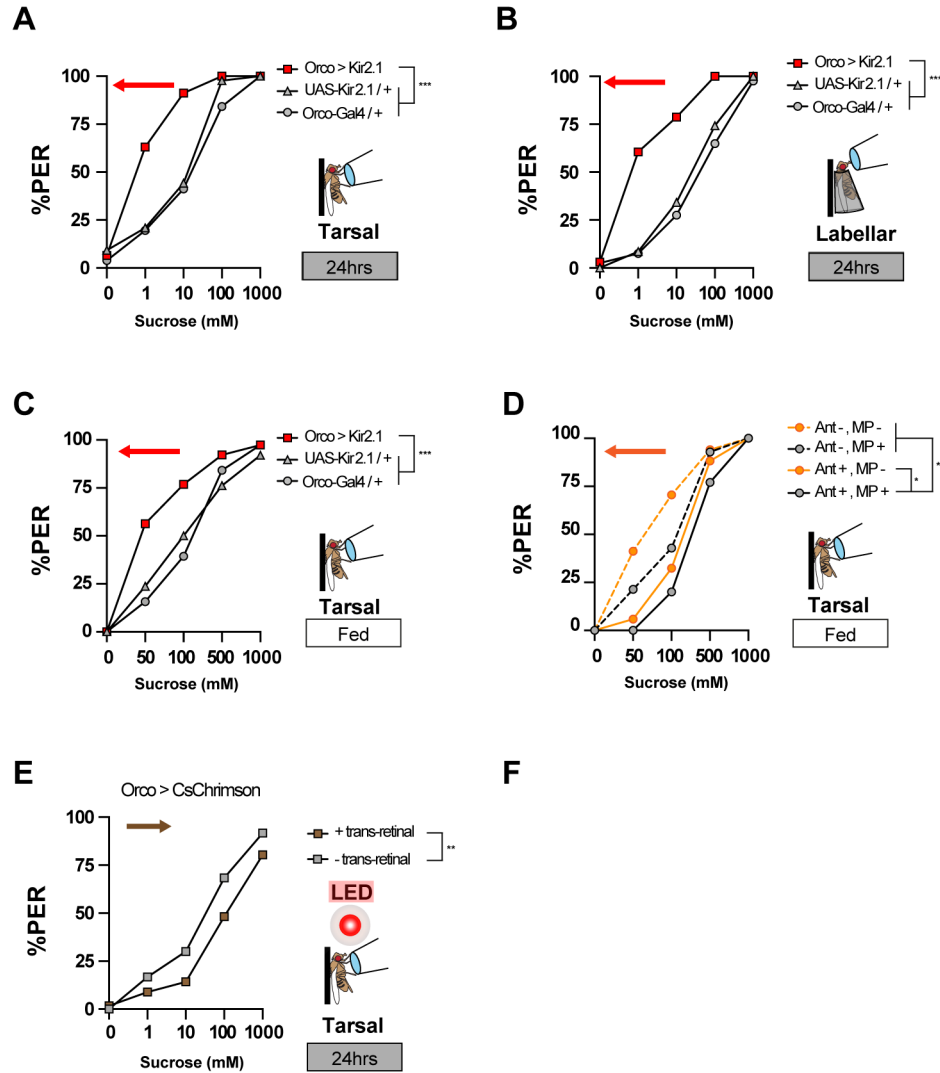 A
Orco > Kir2.1
UAS-Kir2.1 / +
Orco-Gal4 / +
***
100
75
50
25
0
%PER
0 1 10 100 1000
Sucrose (mM)
Tarsal
24hrs
B
Orco > Kir2.1
UAS-Kir2.1 / +
Orco-Gal4 / +
***
100
75
50
25
0
%PER
0 1 10 100 1000
Sucrose (mM)
Labellar
24hrs
C
Orco > Kir2.1
UAS-Kir2.1 / +
Orco-Gal4 / +
***
100
75
50
25
0
%PER
0 50 100 500 1000
Sucrose (mM)
Tarsal
Fed
D
Ant - , MP -
Ant - , MP +
Ant + , MP -
Ant + , MP +
*
*
100
75
50
25
0
%PER
0 50 100 500 1000
Sucrose (mM)
Tarsal
Fed
E
Orco > CsChrimson
+ trans-retinal
- trans-retinal
**
100
75
50
25
0
%PER
0 1 10 100 1000
Sucrose (mM)
LED
Tarsal
24hrs
F